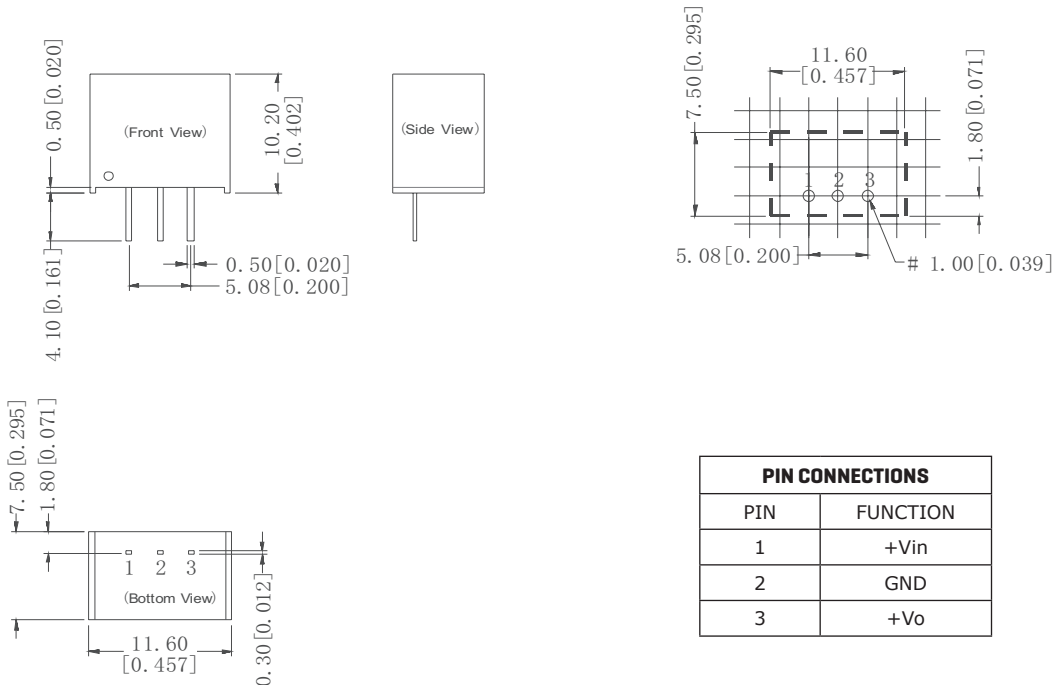 0.50[0.020]
(Front View)
10.20
[0.402]
4.10[0.161]
0.50[0.020]
5.08[0.200]
(Side View)
7.50[0.295]
11.60
[0.457]
1.80[0.071]
1 2 3
5.08[0.200]
# 1.00[0.039]
7.50[0.295]
1.80[0.071]
1 2 3
(Bottom View)
11.60
[0.457]
0.30[0.012]
PIN CONNECTIONS
PIN FUNCTION
1 +Vin
2 GND
3 +Vo